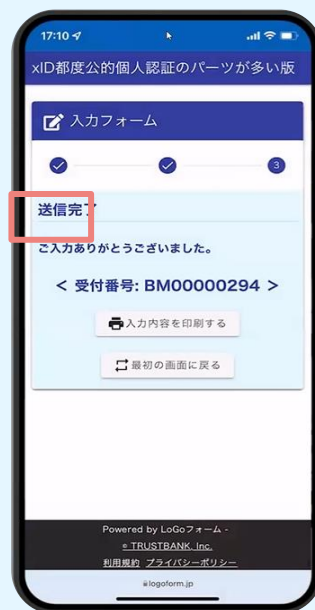 17:10
xID都度公的個人認証のパーツが多い版
入力フォーム
3
送信完了
ご入力ありがとうございました。
< 受付番号: BM00000294 >
入力内容を印刷する
最初の画面に戻る
Powered by LoGoフォーム -
© TRUSTBANK, Inc.
利用規約 プライバシーポリシー
logoform.jp